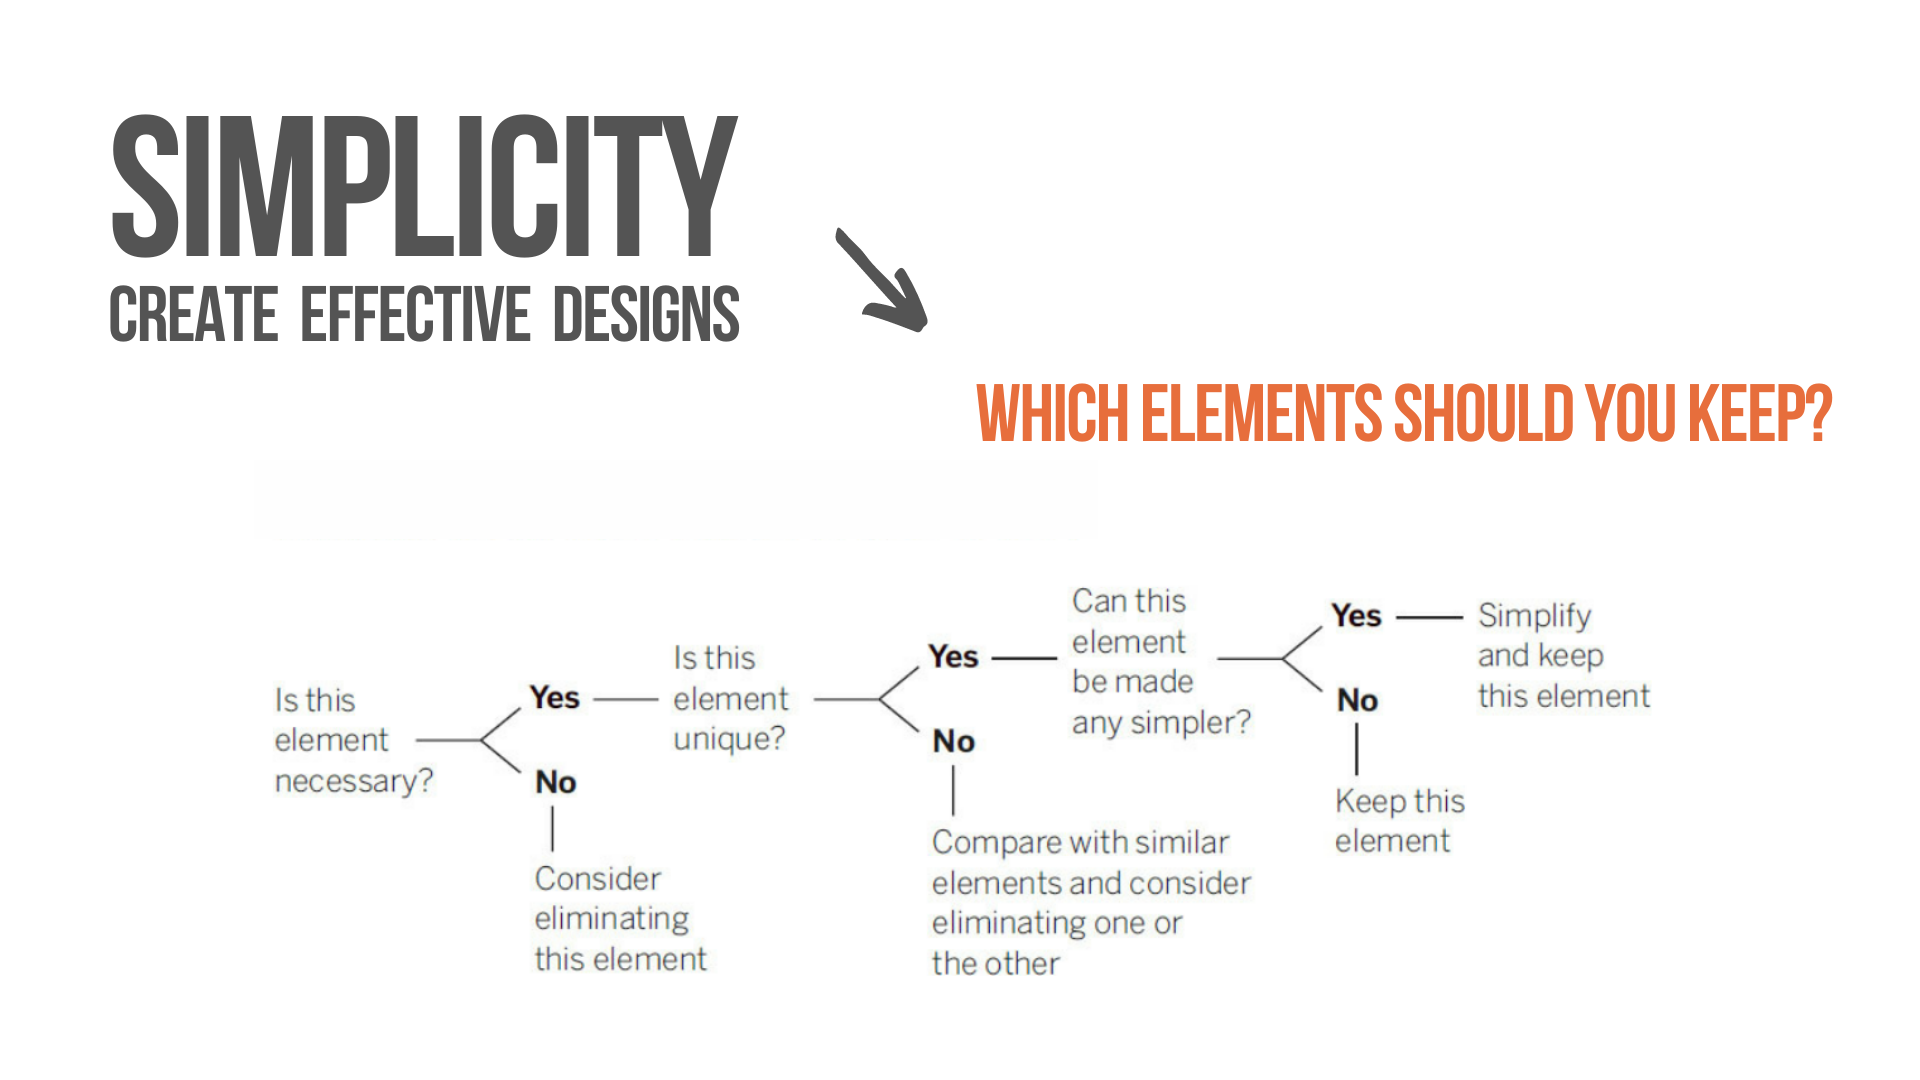 SIMPLICITY
CREATE EFFECTIVE DESIGNS
WHICH ELEMENTS SHOULD YOU KEEP?
Is this
element
necessary?
Yes
No
Consider
eliminating
this element
Is this
element
unique?
Yes
No
Compare with similar
elements and consider
eliminating one or
the other
Can this
element
be made
any simpler?
Yes
No
Simplify
and keep
this element
Keep this
element